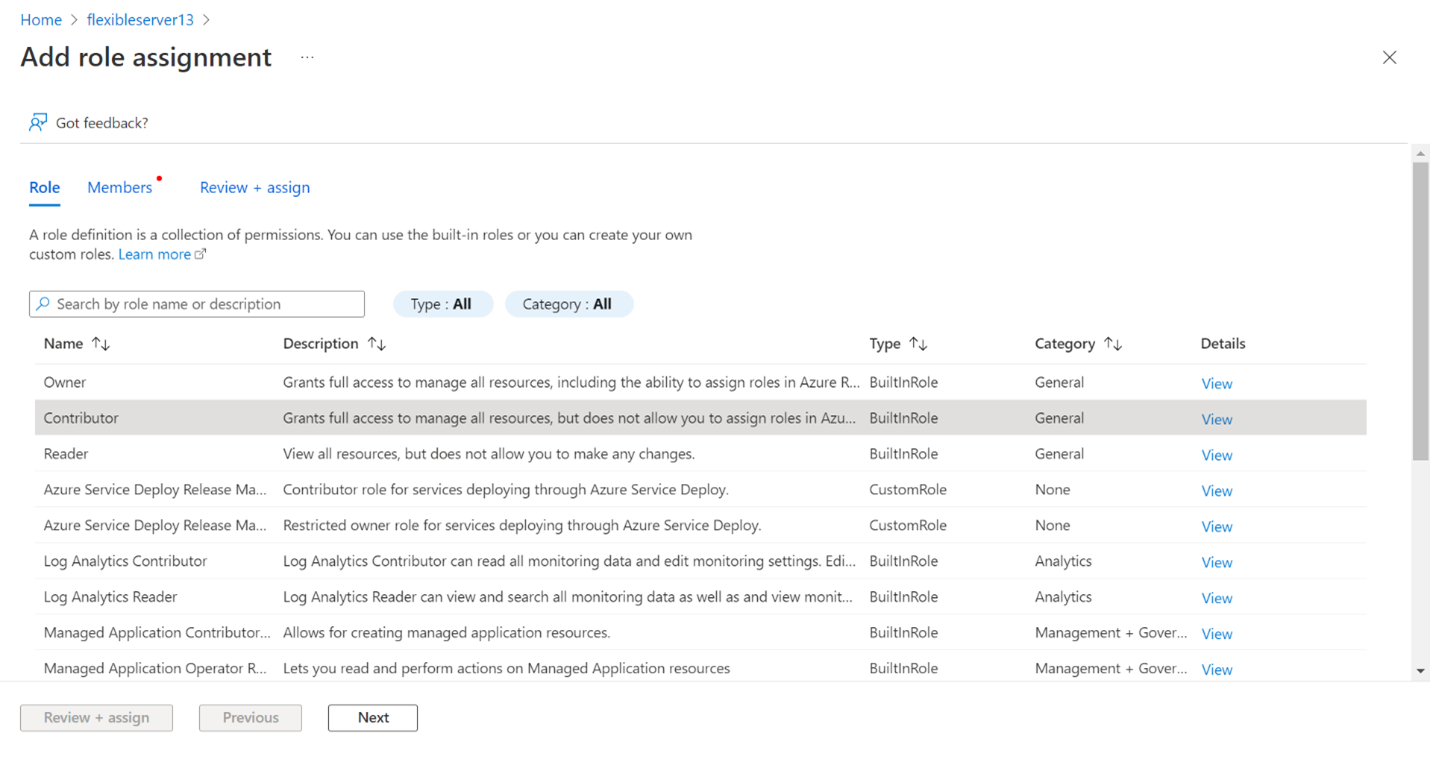 Home > flexibleserver13 >
Add role assignment ...
Got feedback?
Role Members Review + assign
A role definition is a collection of permissions. You can use the built-in roles or you can create your own
custom roles. Learn more
Search by role name or description Type : All Category : All
Name ↑↓ Description ↑↓ Type ↑↓ Category ↑↓ Details
Owner Grants full access to manage all resources, including the ability to assign roles in Azure R... BuiltInRole General View
Contributor Grants full access to manage all resources, but does not allow you to assign roles in Azu... BuiltInRole General View
Reader View all resources, but does not allow you to make any changes. BuiltInRole General View
Azure Service Deploy Release Ma... Contributor role for services deploying through Azure Service Deploy. CustomRole None View
Azure Service Deploy Release Ma... Restricted owner role for services deploying through Azure Service Deploy. CustomRole None View
Log Analytics Contributor Log Analytics Contributor can read all monitoring data and edit monitoring settings. Edi... BuiltInRole Analytics View
Log Analytics Reader Log Analytics Reader can view and search all monitoring data as well as and view monit... BuiltInRole Analytics View
Managed Application Contributor... Allows for creating managed application resources. BuiltInRole Management + Gover... View
Managed Application Operator R... Lets you read and perform actions on Managed Application resources BuiltInRole Management + Gover... View
Review + assign Previous Next